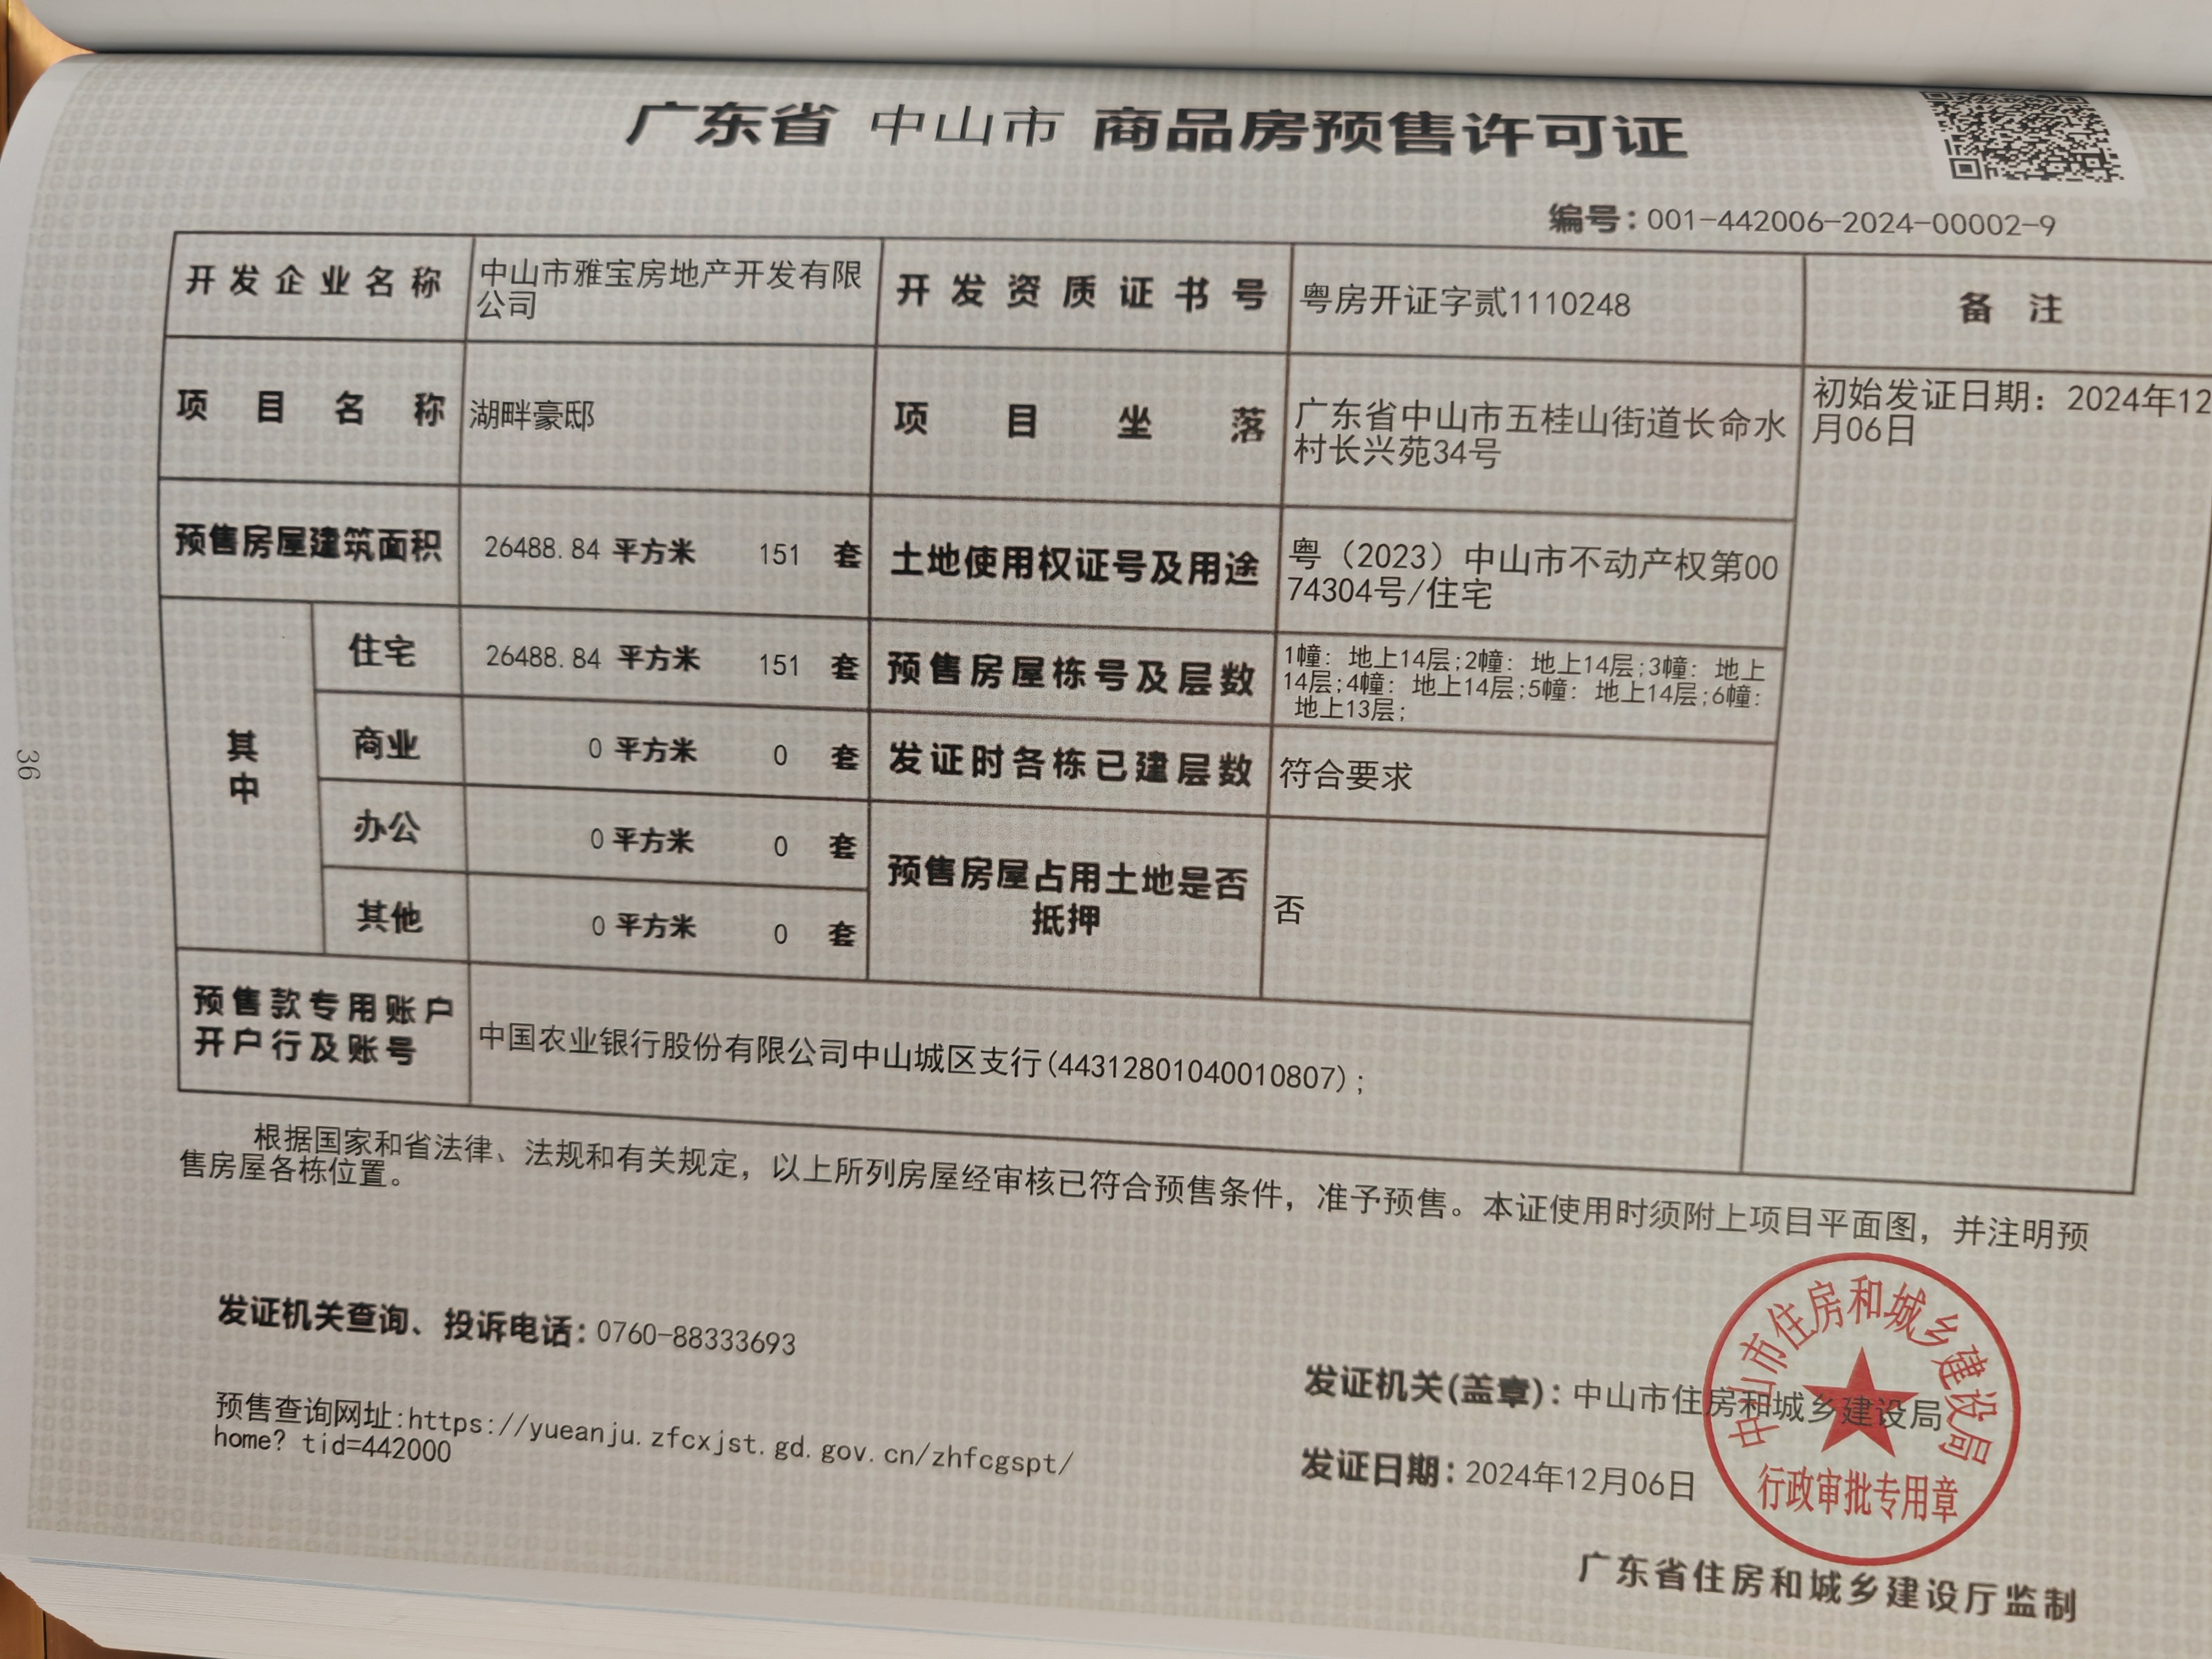 广东省 中山市 商品房预售许可证
编号：001-442006-2024-00002-9
开发企业名称
中山市雅宝房地产开发有限
公司
开发资质证书号
粤房开证字贰1110248
备 注
项目名称
湖畔豪邸
项目坐落
广东省中山市五桂山街道长命水
村长兴苑34号
初始发证日期：2024年12
月06日
预售房屋建筑面积
26488.84 平方米 151 套
土地使用权证号及用途
粤（2023）中山市不动产权第00
74304号/住宅
其
中
住宅
26488.84 平方米 151 套
预售房屋栋号及层数
1幢：地上14层;2幢：地上14层;3幢：地上
14层;4幢：地上14层;5幢：地上14层;6幢：
地上13层;
商业
0 平方米 0 套
发证时各栋已建层数
符合要求
办公
0 平方米 0 套
预售房屋占用土地是否
抵押
否
其他
0 平方米 0 套
预售款专用账户
开户行及账号
中国农业银行股份有限公司中山城区支行(44312801040010807);
根据国家和省法律、法规和有关规定，以上所列房屋经审核已符合预售条件，准予预售。本证使用时须附上项目平面图，并注明预
售房屋各栋位置。
发证机关查询、投诉电话：0760-88333693
预售查询网址:https://yueanju.zfcxjst.gd.gov.cn/zhfcgspt/
home? tid=442000
发证机关(盖章)：中山市住房和城乡建设局
发证日期：2024年12月06日
中山市住房和城乡建设局
行政审批专用章
广东省住房和城乡建设厅监制
36